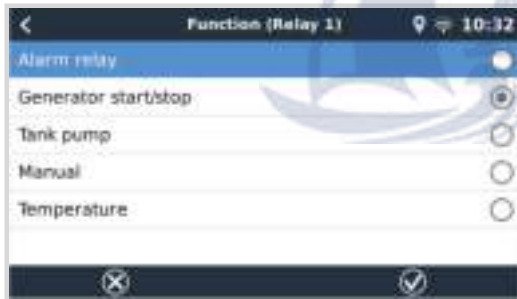 Function (Relay 1) 10:32
Alarm relay
Generator start/stop
Tank pump
Manual
Temperature